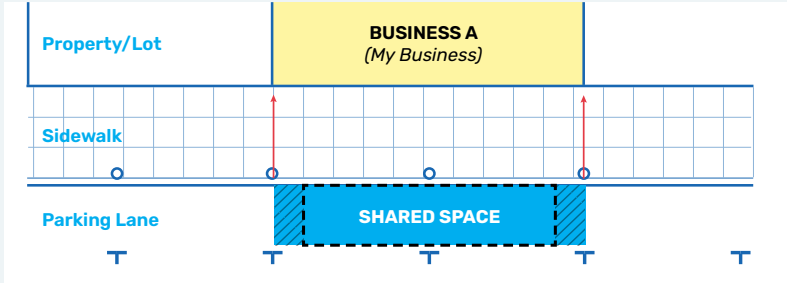 Property/Lot
BUSINESS A
(My Business)
Sidewalk
Parking Lane
SHARED SPACE